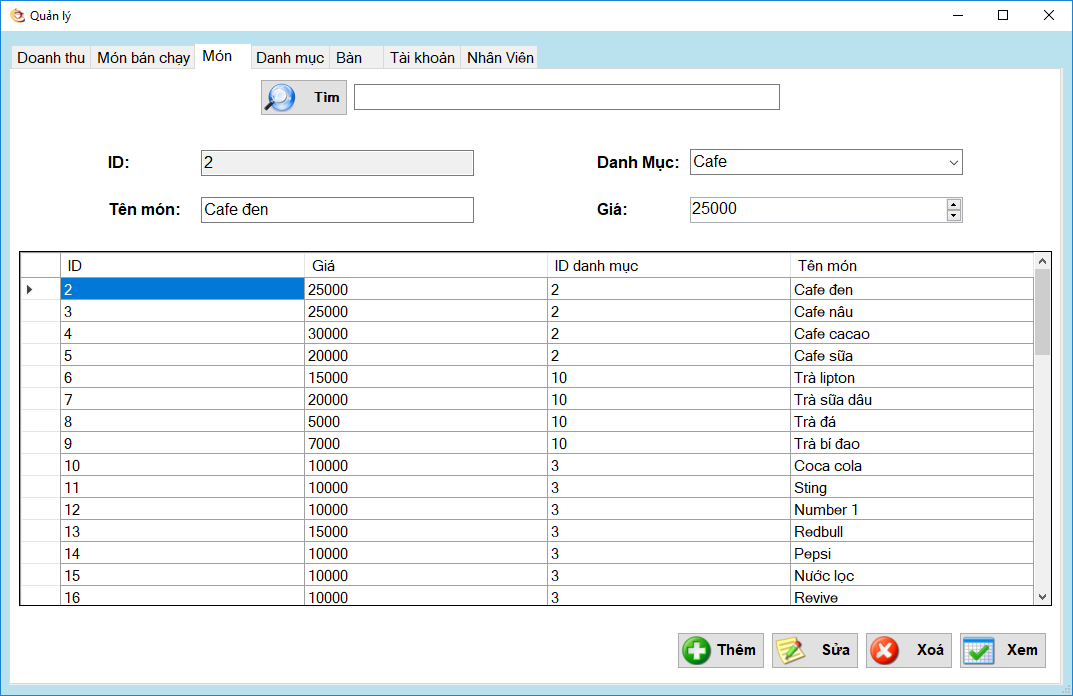 Quản lý
Doanh thu Món bán chạy Món Danh mục Bàn Tài khoản Nhân Viên
Tìm
ID: 2 Danh Mục: Cafe
Tên món: Cafe đen Giá: 25000
ID Giá ID danh mục Tên món
2 25000 2 Cafe đen
3 25000 2 Cafe nâu
4 30000 2 Cafe cacao
5 20000 2 Cafe sữa
6 15000 10 Trà lipton
7 20000 10 Trà sữa dâu
8 5000 10 Trà đá
9 7000 10 Trà bí đao
10 10000 3 Coca cola
11 10000 3 Sting
12 10000 3 Number 1
13 15000 3 Redbull
14 10000 3 Pepsi
15 10000 3 Nước lọc
16 10000 3 Revive
Thêm Sửa Xoá Xem